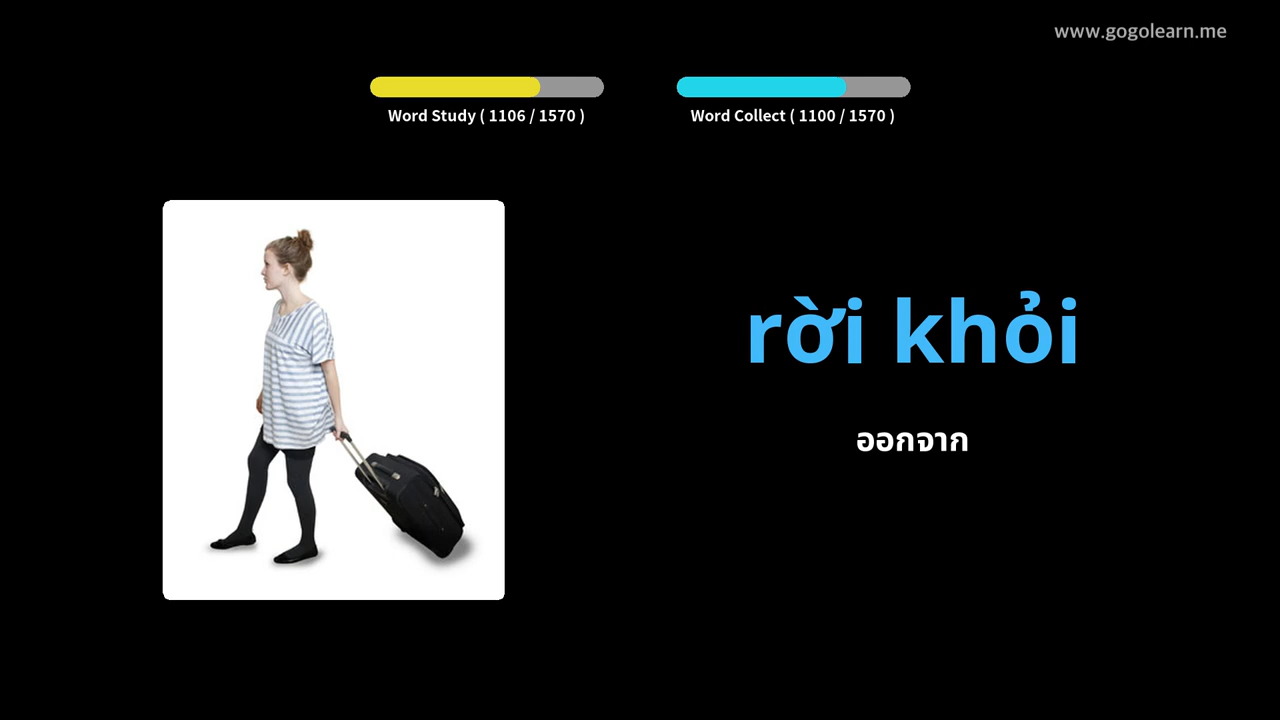 www.gogolearn.me
Word Study ( 1106 / 1570 )
Word Collect ( 1100 / 1570 )
rời khỏi
ออกจาก